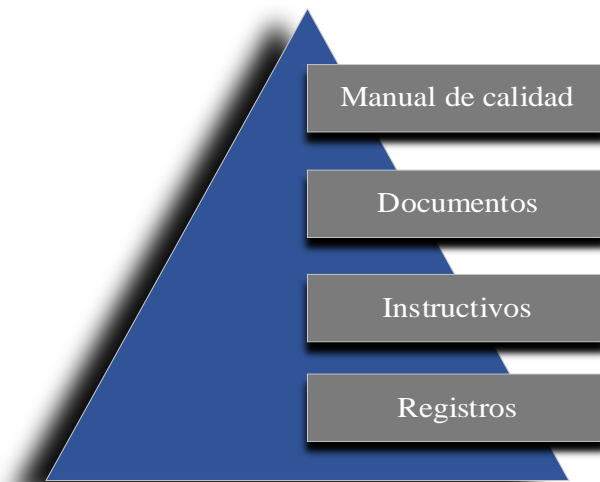 Manual de calidad
Documentos
Instructivos
Registros